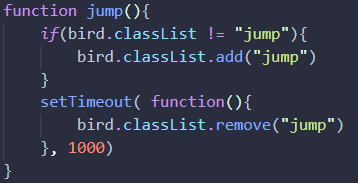 function jump(){
    if(bird.classList != "jump"){
        bird.classList.add("jump")
    }
    setTimeout( function(){
        bird.classList.remove("jump")
    }, 1000)
}